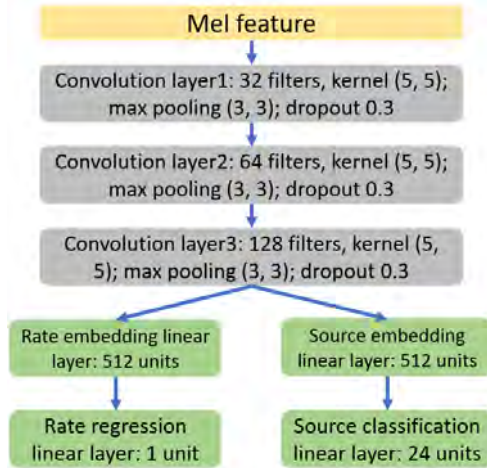 Mel feature
Convolution layer1: 32 filters, kernel (5, 5);
max pooling (3, 3); dropout 0.3
Convolution layer2: 64 filters, kernel (5, 5);
max pooling (3, 3); dropout 0.3
Convolution layer3: 128 filters, kernel (5,
5); max pooling (3, 3); dropout 0.3
Rate embedding linear
layer: 512 units
Source embedding
linear layer: 512 units
Rate regression
linear layer: 1 unit
Source classification
linear layer: 24 units